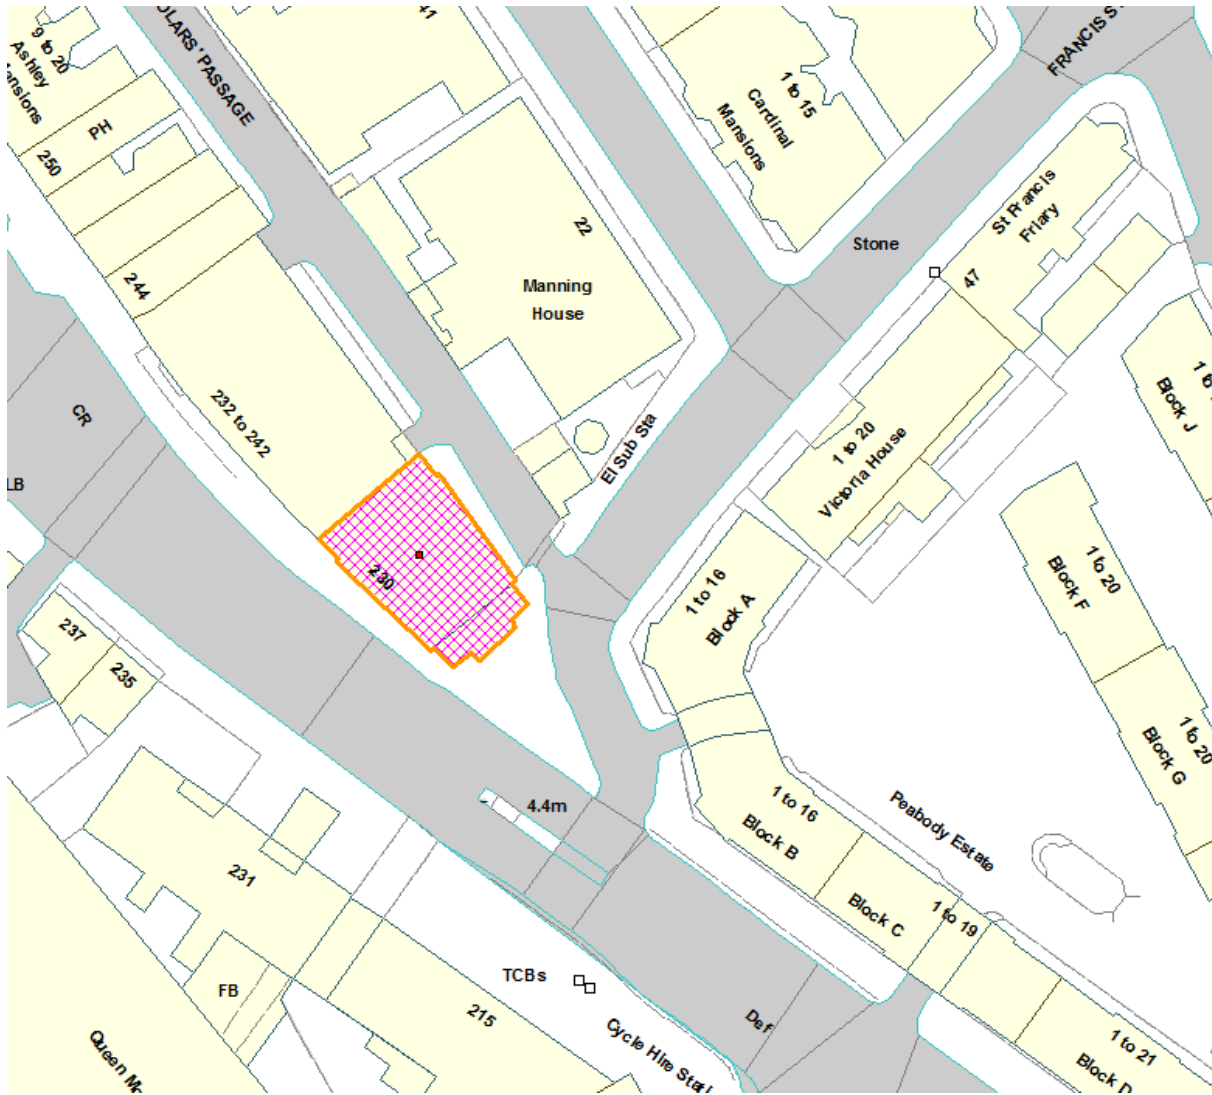 41
OLARS' PASSAGE
FRANCIS S
9 to 20
Ashley
ansions
PH
250
1 to 15
Cardinal
Mansions
22
Manning
House
Stone
St Francis
Friary
47
244
232 to 242
CR
LB
El Sub Sta
1 to 20
Victoria House
Block J
230
1 to 16
Block A
1 to 20
Block F
237
235
1 to 20
Block G
4.4m
1 to 16
Block B
Peabody Estate
231
Block C
1 to 19
FB
TCBs
215
Def
Cycle Hire Stat
1 to 21
Block D
Queen Mo